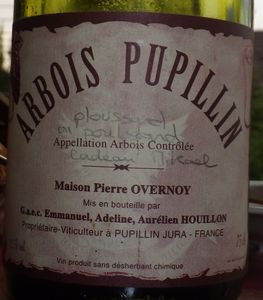 ARBOIS PUPILLIN
ploussard
ou poulsard
Appellation Arbois Contrôlée
cadeau Mikael
Maison Pierre OVERNOY
Mis en bouteille par
G.a.e.c. Emmanuel, Adeline, Aurélien HOUILLON
Propriétaire-Viticulteur à PUPILLIN JURA - FRANCE
Vin produit sans désherbant chimique